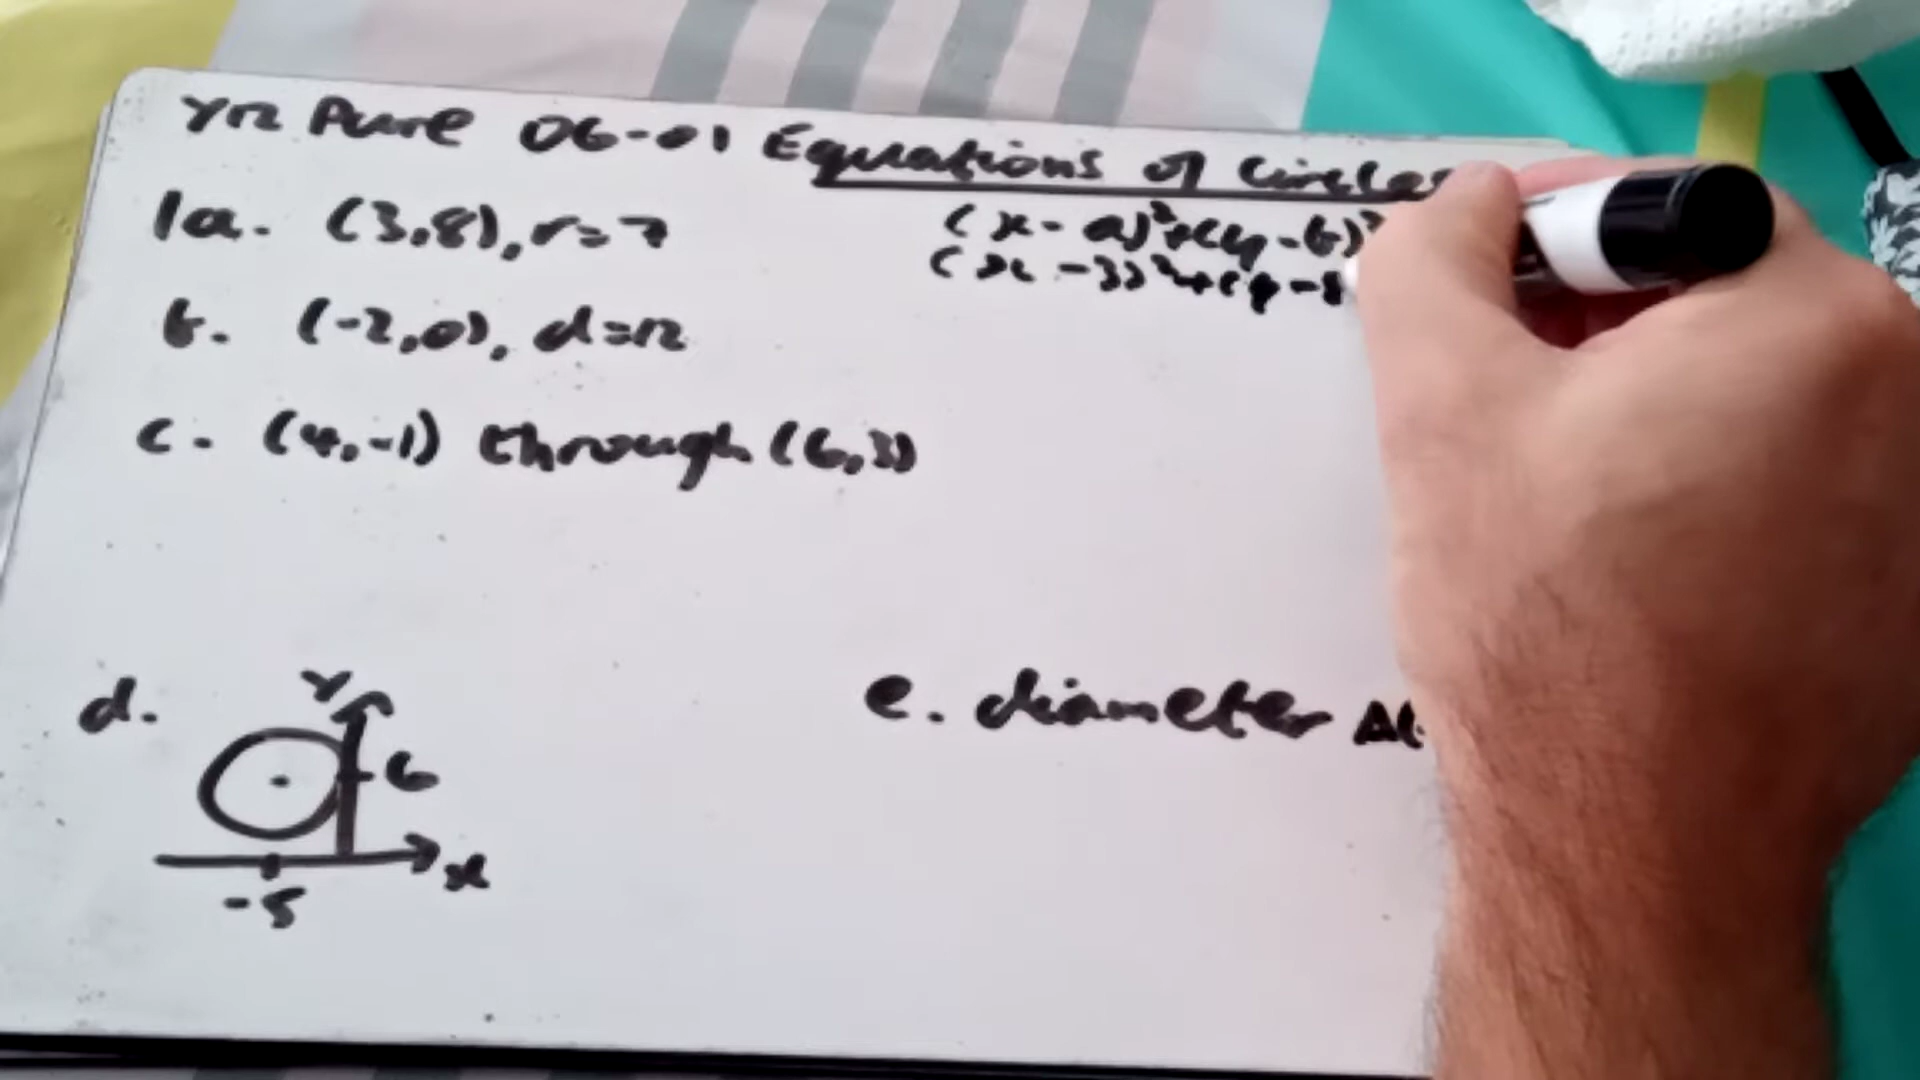 Yr12 Pure 06-01 Equations of Circles
1a. (3,8), r=7
(x-a)²+(y-b)²
(x-3)²+(y-8
b. (-2,0), d=12
c. (4,-1) through (6,3)
d.
y
6
x
-5
e. diameter